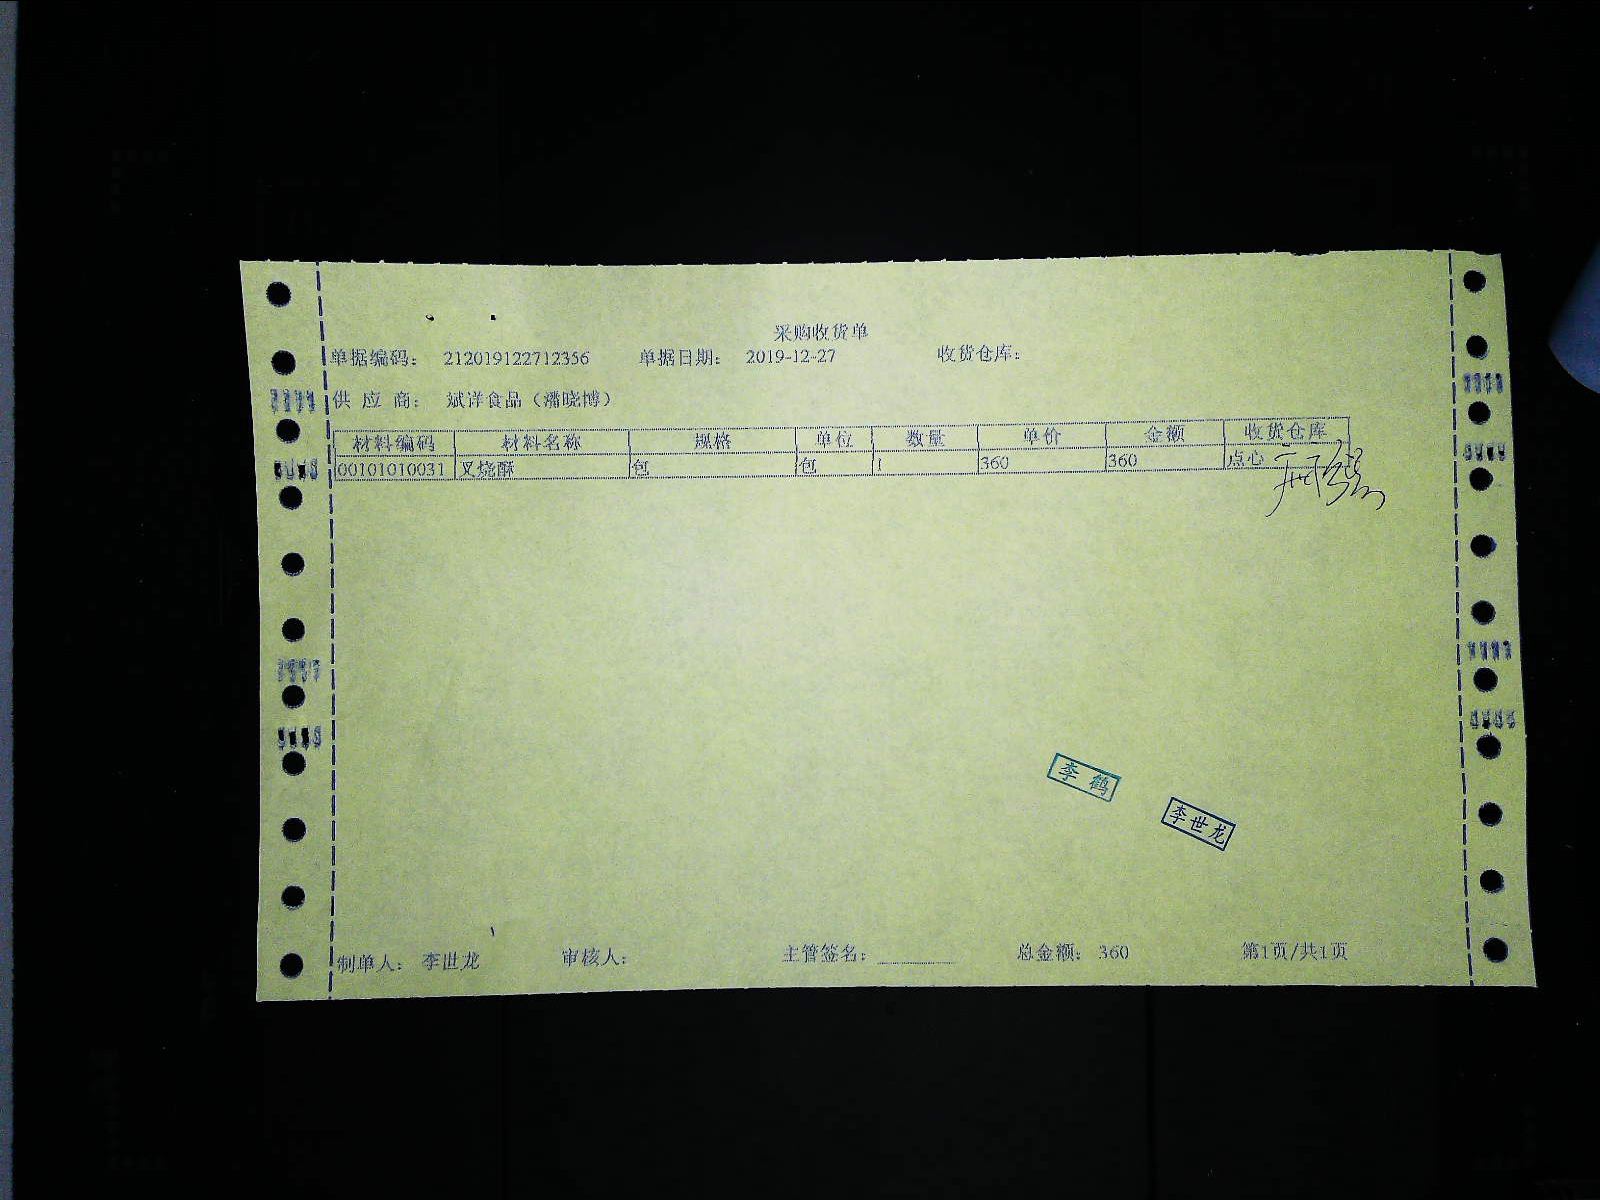 采购收货单
单据编码： 212019122712356 单据日期： 2019-12-27 收货仓库：
供 应 商： 斌洋食品（潘晓博）
材料编码 材料名称 规格 单位 数量 单价 金额 收货仓库
00101010031 叉烧酥 包 包 1 360 360 点心
李鹤
李世龙
制单人： 李世龙 审核人： 主管签名： 总金额： 360 第1页/共1页